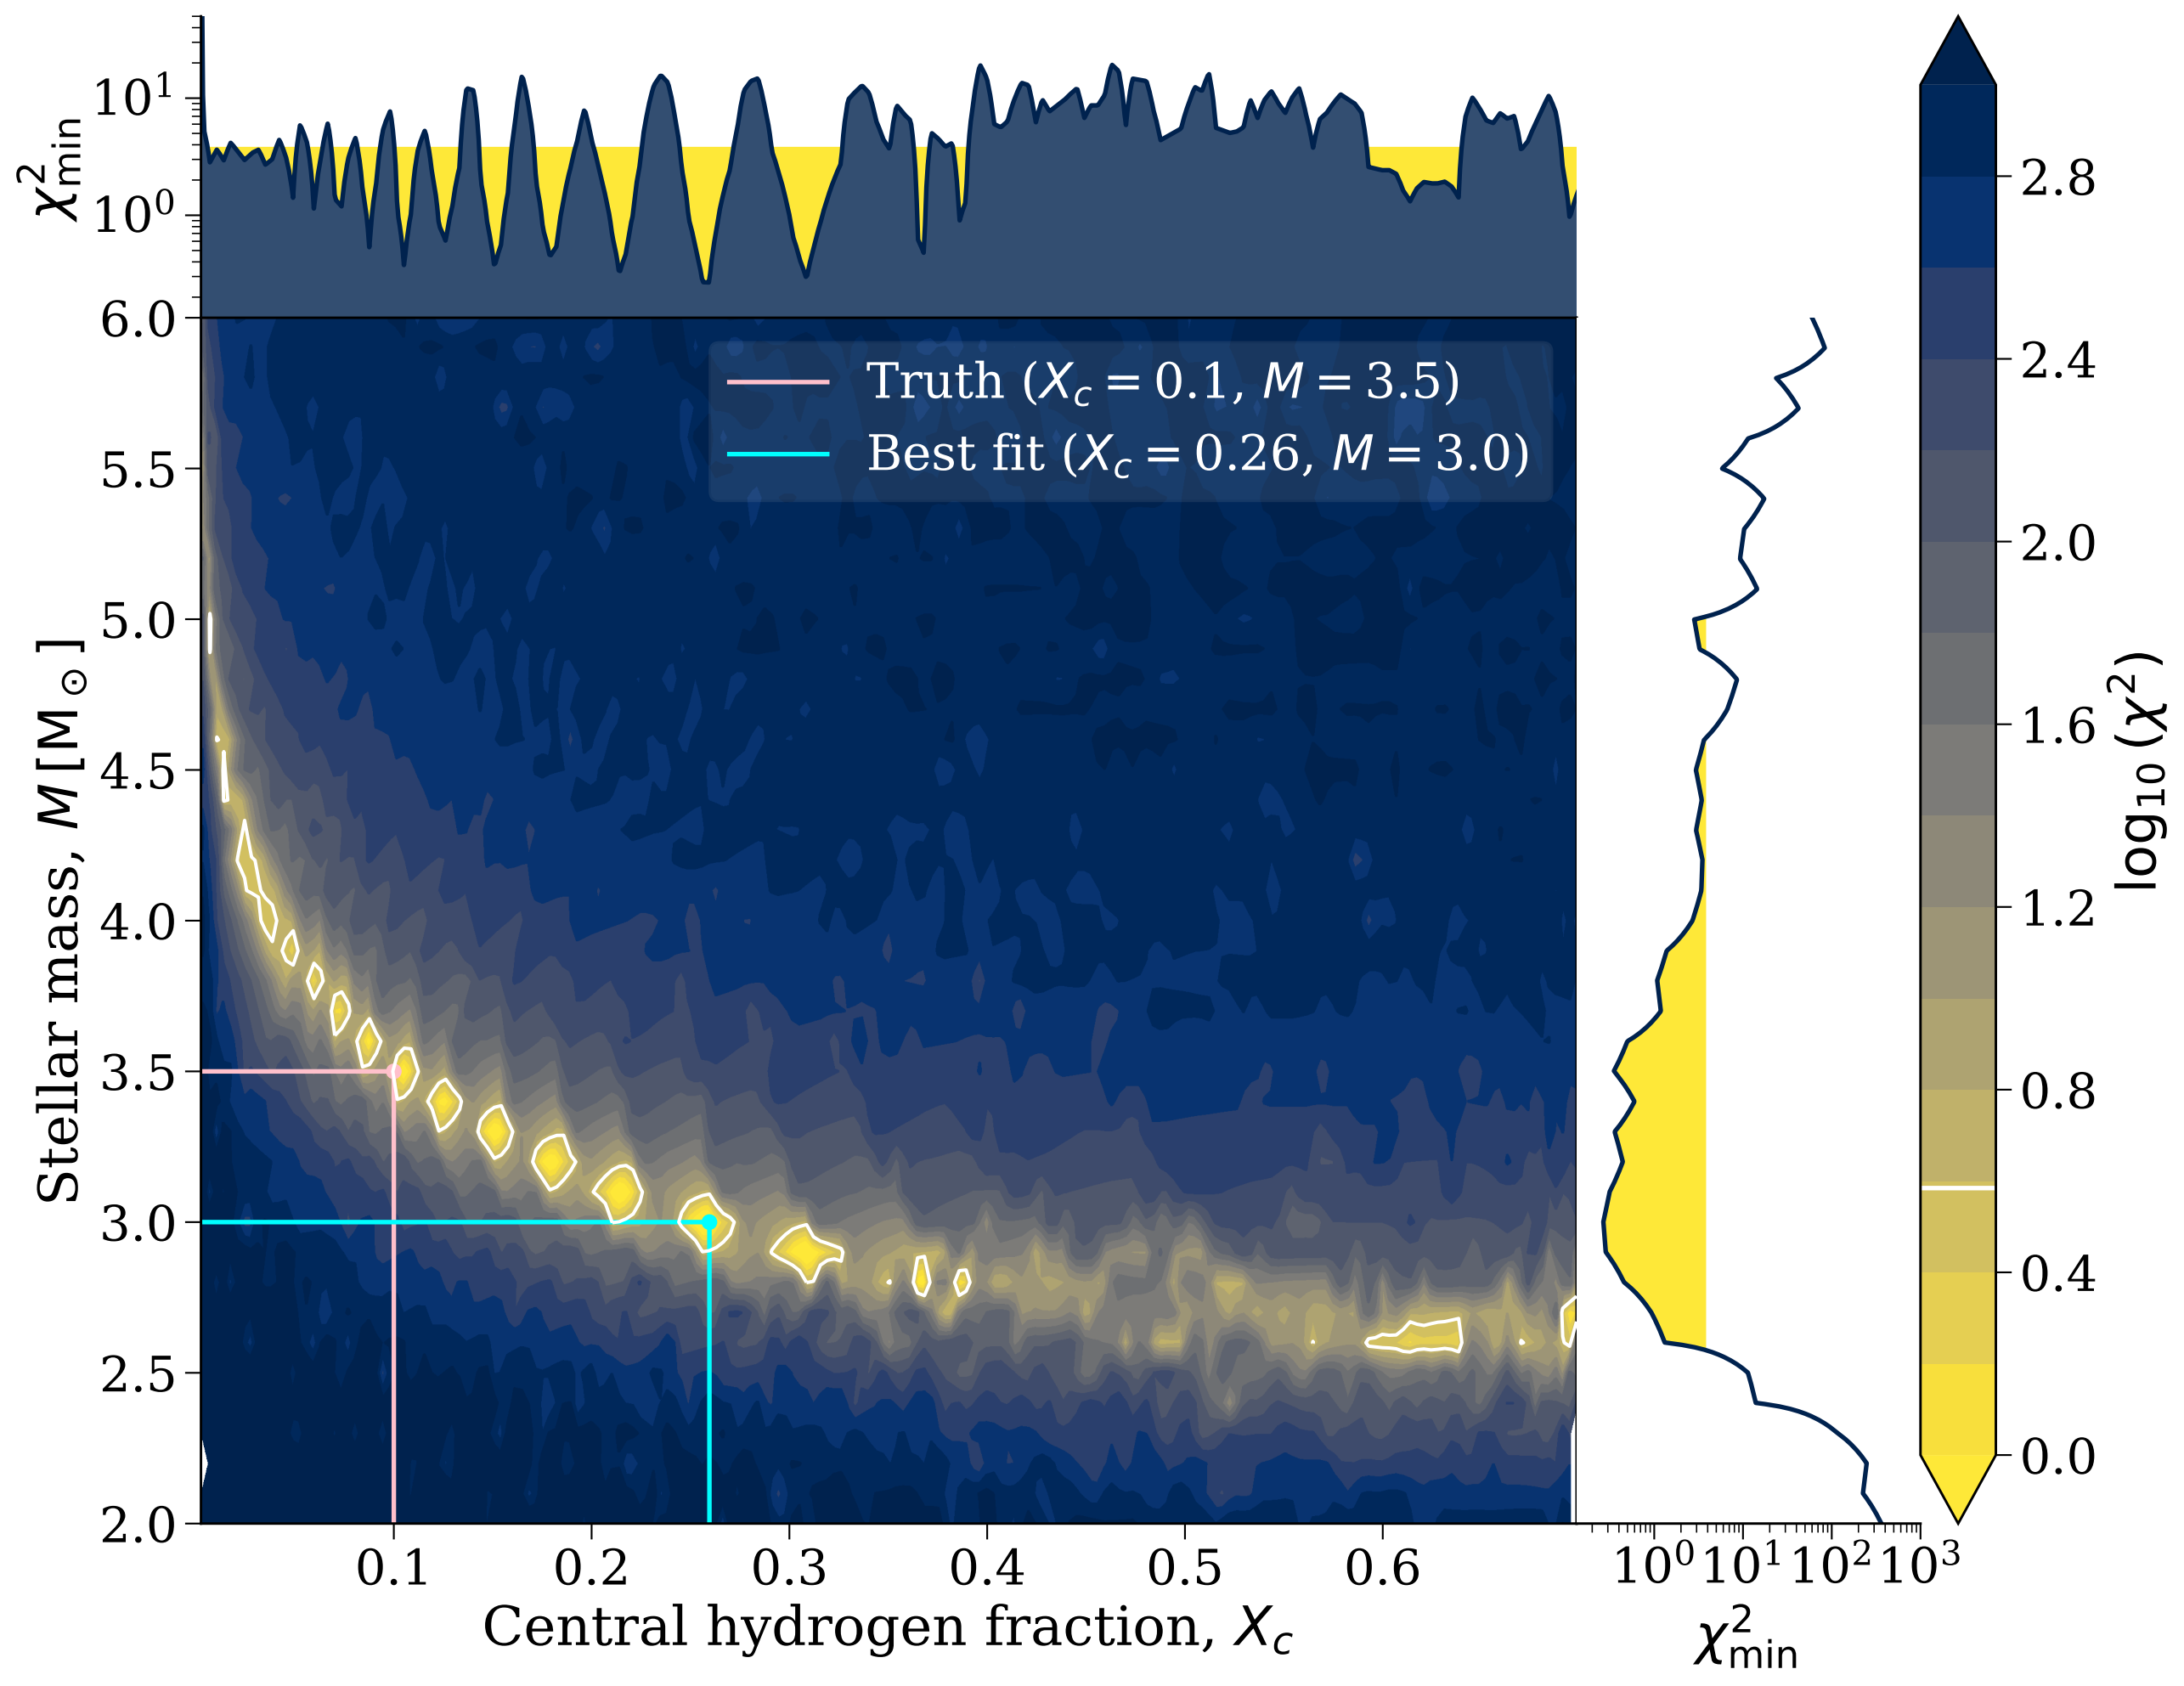 10¹
10⁰
χ²min
6.0
5.5
5.0
4.5
4.0
3.5
3.0
2.5
2.0
Stellar mass, M [M⊙]
Truth (Xc = 0.1, M = 3.5)
Best fit (Xc = 0.26, M = 3.0)
0.1 0.2 0.3 0.4 0.5 0.6
Central hydrogen fraction, Xc
10⁰ 10¹ 10² 10³
χ²min
2.8
2.4
2.0
1.6
1.2
0.8
0.4
0.0
log10 (χ²)